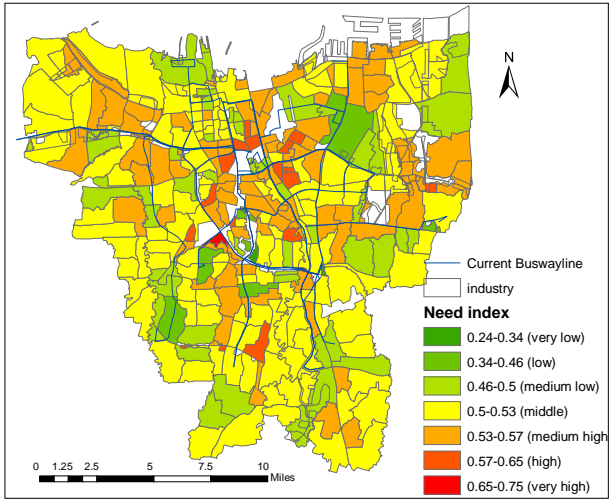 N
Current Buswayline
industry
Need index
0.24-0.34 (very low)
0.34-0.46 (low)
0.46-0.5 (medium low)
0.5-0.53 (middle)
0.53-0.57 (medium high
0.57-0.65 (high)
0.65-0.75 (very high)
0 1.25 2.5 5 7.5 10
Miles